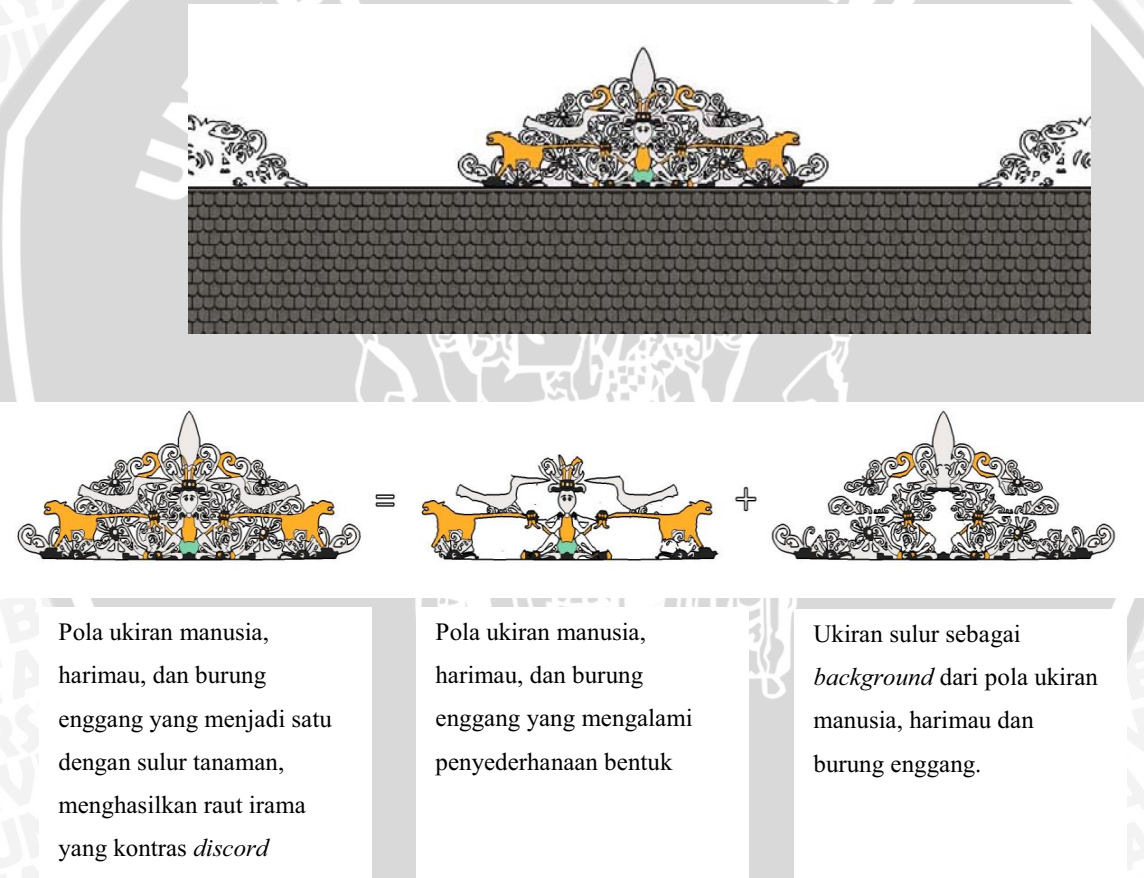 =
+
Pola ukiran manusia,
harimau, dan burung
enggang yang menjadi satu
dengan sulur tanaman,
menghasilkan raut irama
yang kontras discord
Pola ukiran manusia,
harimau, dan burung
enggang yang mengalami
penyederhanaan bentuk
Ukiran sulur sebagai
background dari pola ukiran
manusia, harimau dan
burung enggang.